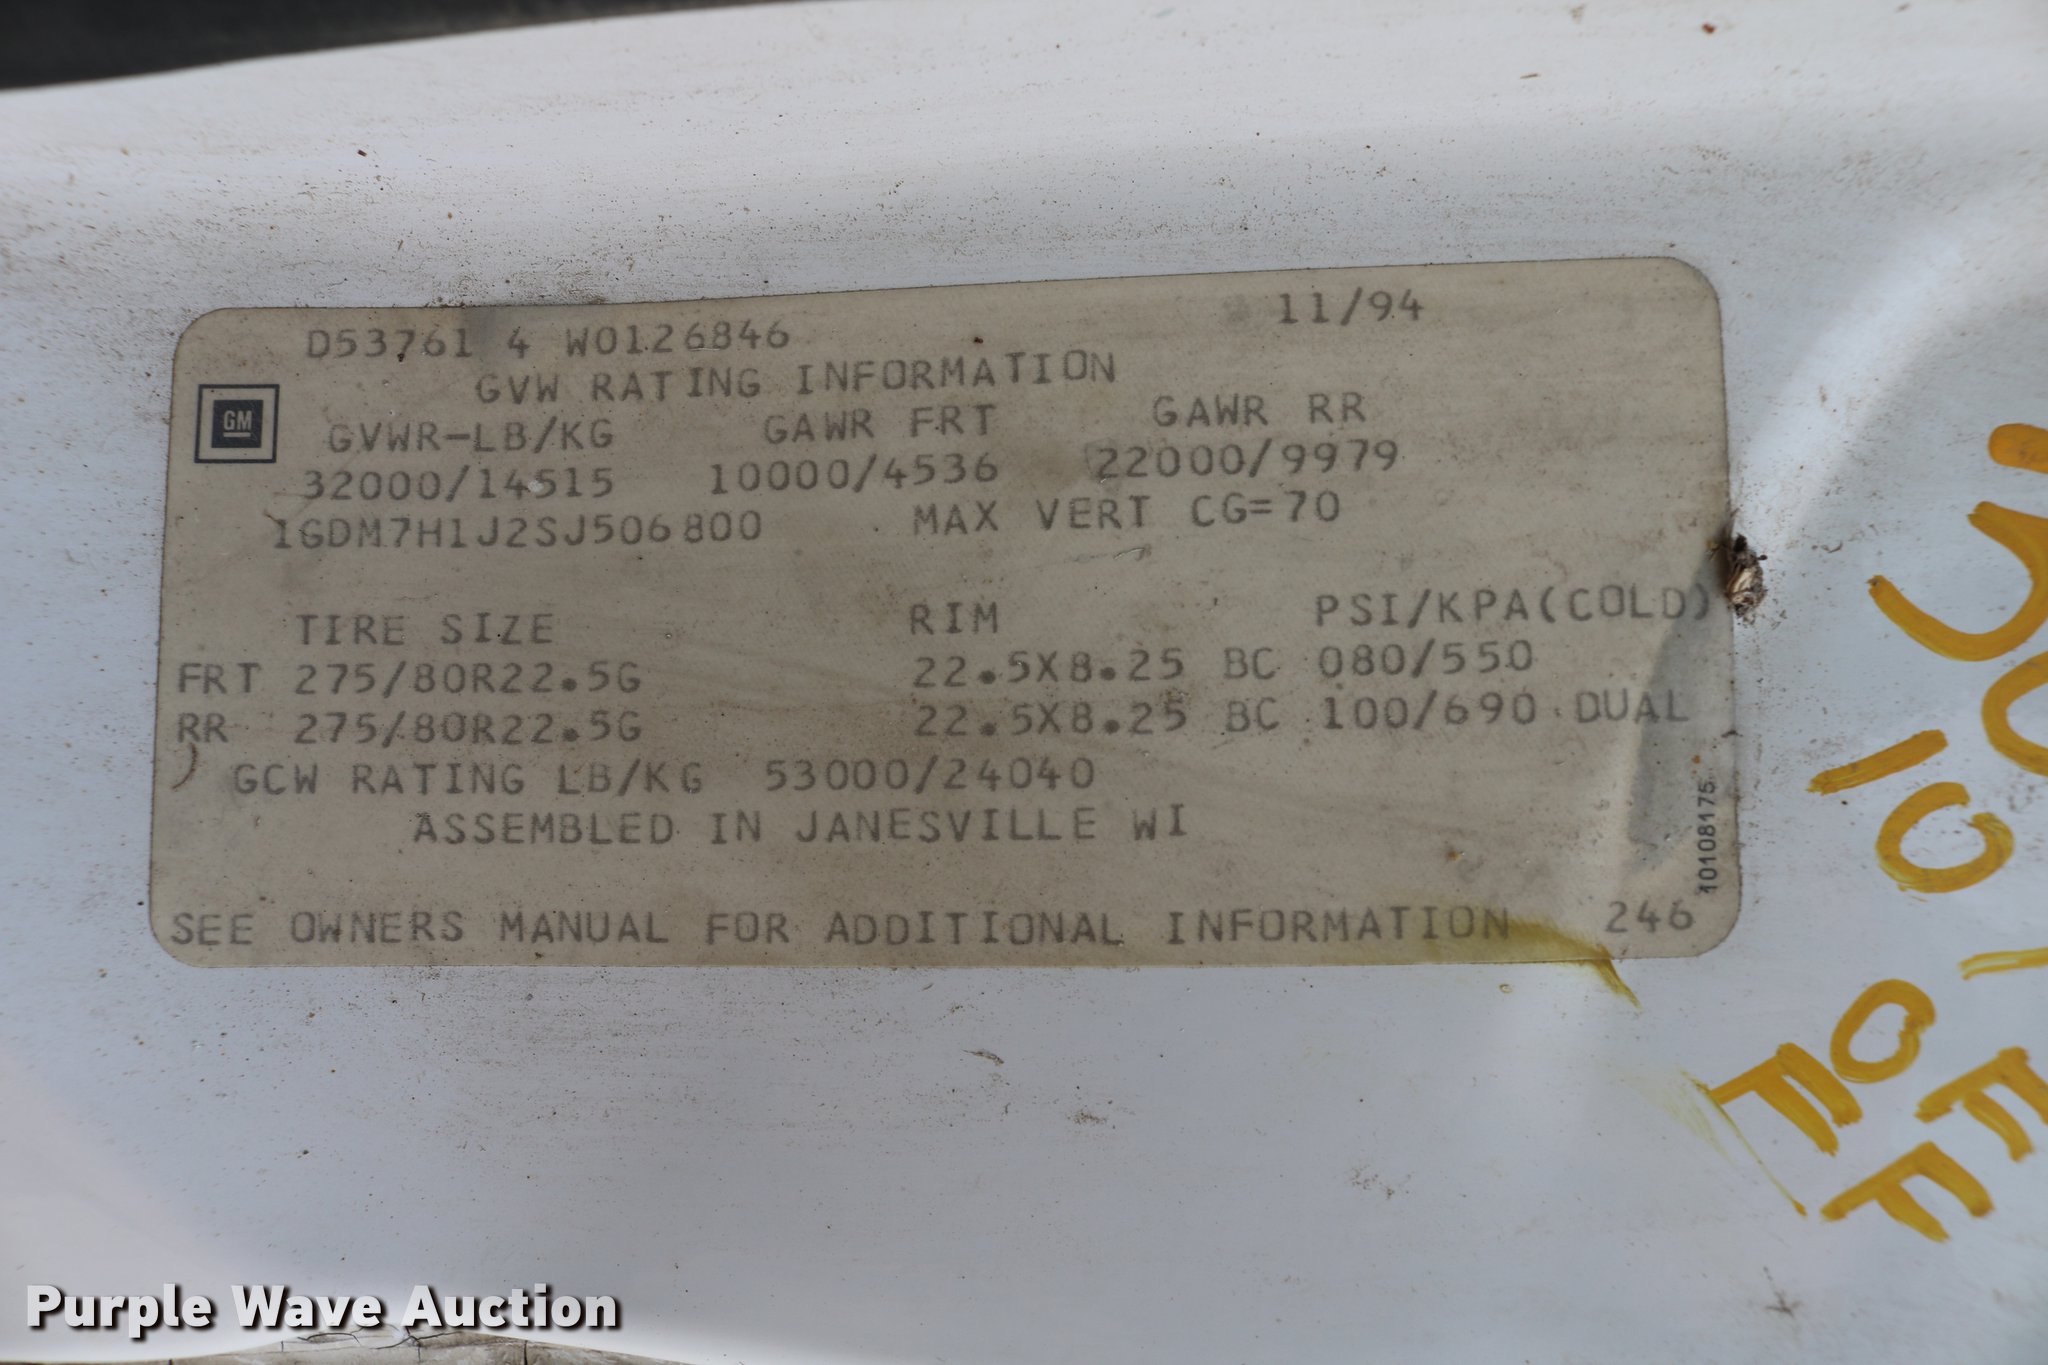 D53761 4 W0126846 11/94
GVW RATING INFORMATION
GM
GVWR-LB/KG GAWR FRT GAWR RR
32000/14515 10000/4536 22000/9979
1GDM7H1J2SJ506800 MAX VERT CG=70
TIRE SIZE RIM PSI/KPA(COLD)
FRT 275/80R22.5G 22.5X8.25 BC 080/550
RR 275/80R22.5G 22.5X8.25 BC 100/690 DUAL
GCW RATING LB/KG 53000/24040
ASSEMBLED IN JANESVILLE WI
10108175
SEE OWNERS MANUAL FOR ADDITIONAL INFORMATION 246
OFF
Purple Wave Auction